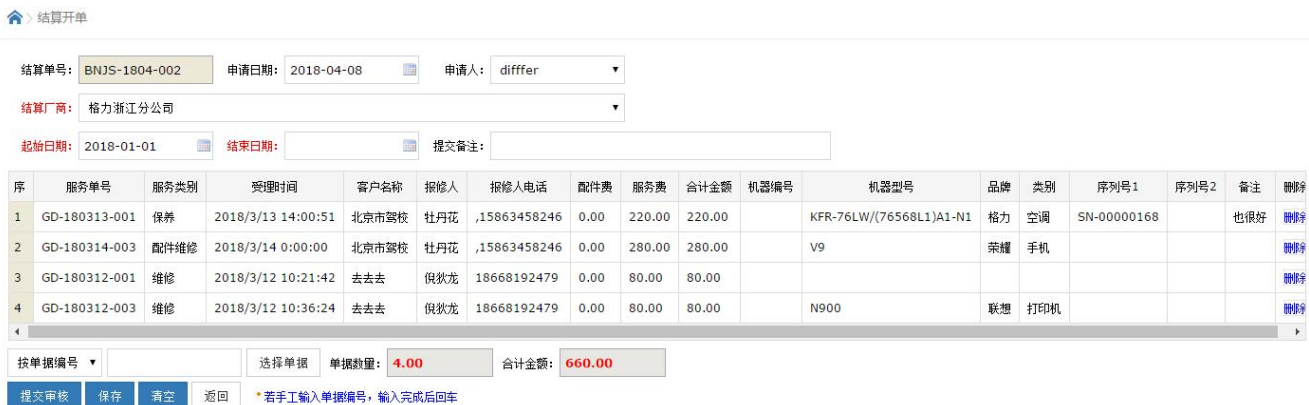 结算开单
结算单号： BNJS-1804-002 申请日期： 2018-04-08 申请人： difffer
结算厂商： 格力浙江分公司
起始日期： 2018-01-01 结束日期： 提交备注：
序 服务单号 服务类别 受理时间 客户名称 报修人 报修人电话 配件费 服务费 合计金额 机器编号 机器型号 品牌 类别 序列号1 序列号2 备注 删除
1 GD-180313-001 保养 2018/3/13 14:00:51 北京市驾校 牡丹花 ,15863458246 0.00 220.00 220.00 KFR-76LW/(76568L1)A1-N1 格力 空调 SN-00000168 也很好 删除
2 GD-180314-003 配件维修 2018/3/14 0:00:00 北京市驾校 牡丹花 ,15863458246 0.00 280.00 280.00 V9 荣耀 手机 删除
3 GD-180312-001 维修 2018/3/12 10:21:42 去去去 倪狄龙 18668192479 0.00 80.00 80.00 删除
4 GD-180312-003 维修 2018/3/12 10:36:24 去去去 倪狄龙 18668192479 0.00 80.00 80.00 N900 联想 打印机 删除
按单据编号 选择单据 单据数量： 4.00 合计金额： 660.00
提交审核 保存 清空 返回 *若手工输入单据编号，输入完成后回车